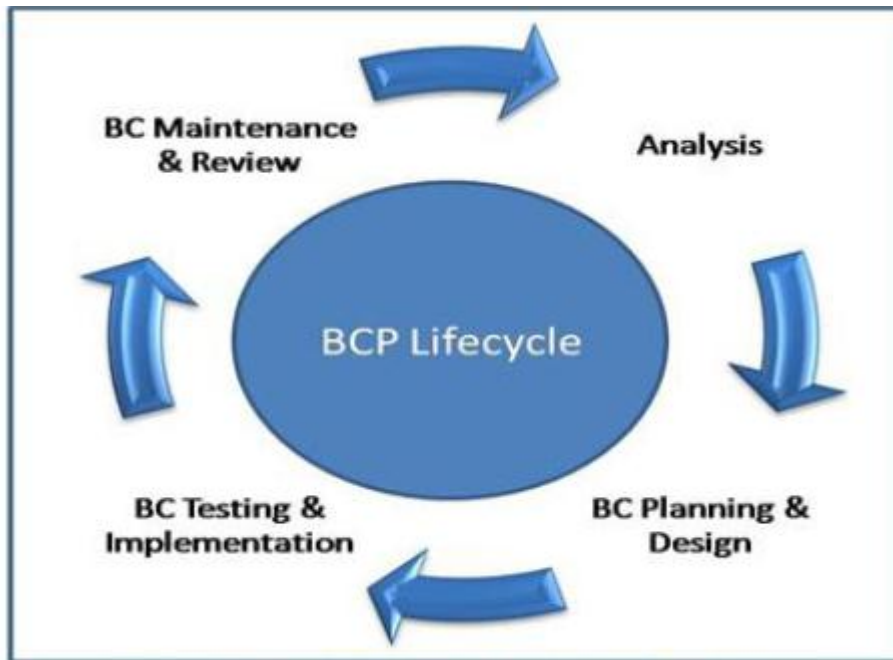 BC Maintenance
& Review
Analysis
BCP Lifecycle
BC Testing &
Implementation
BC Planning &
Design